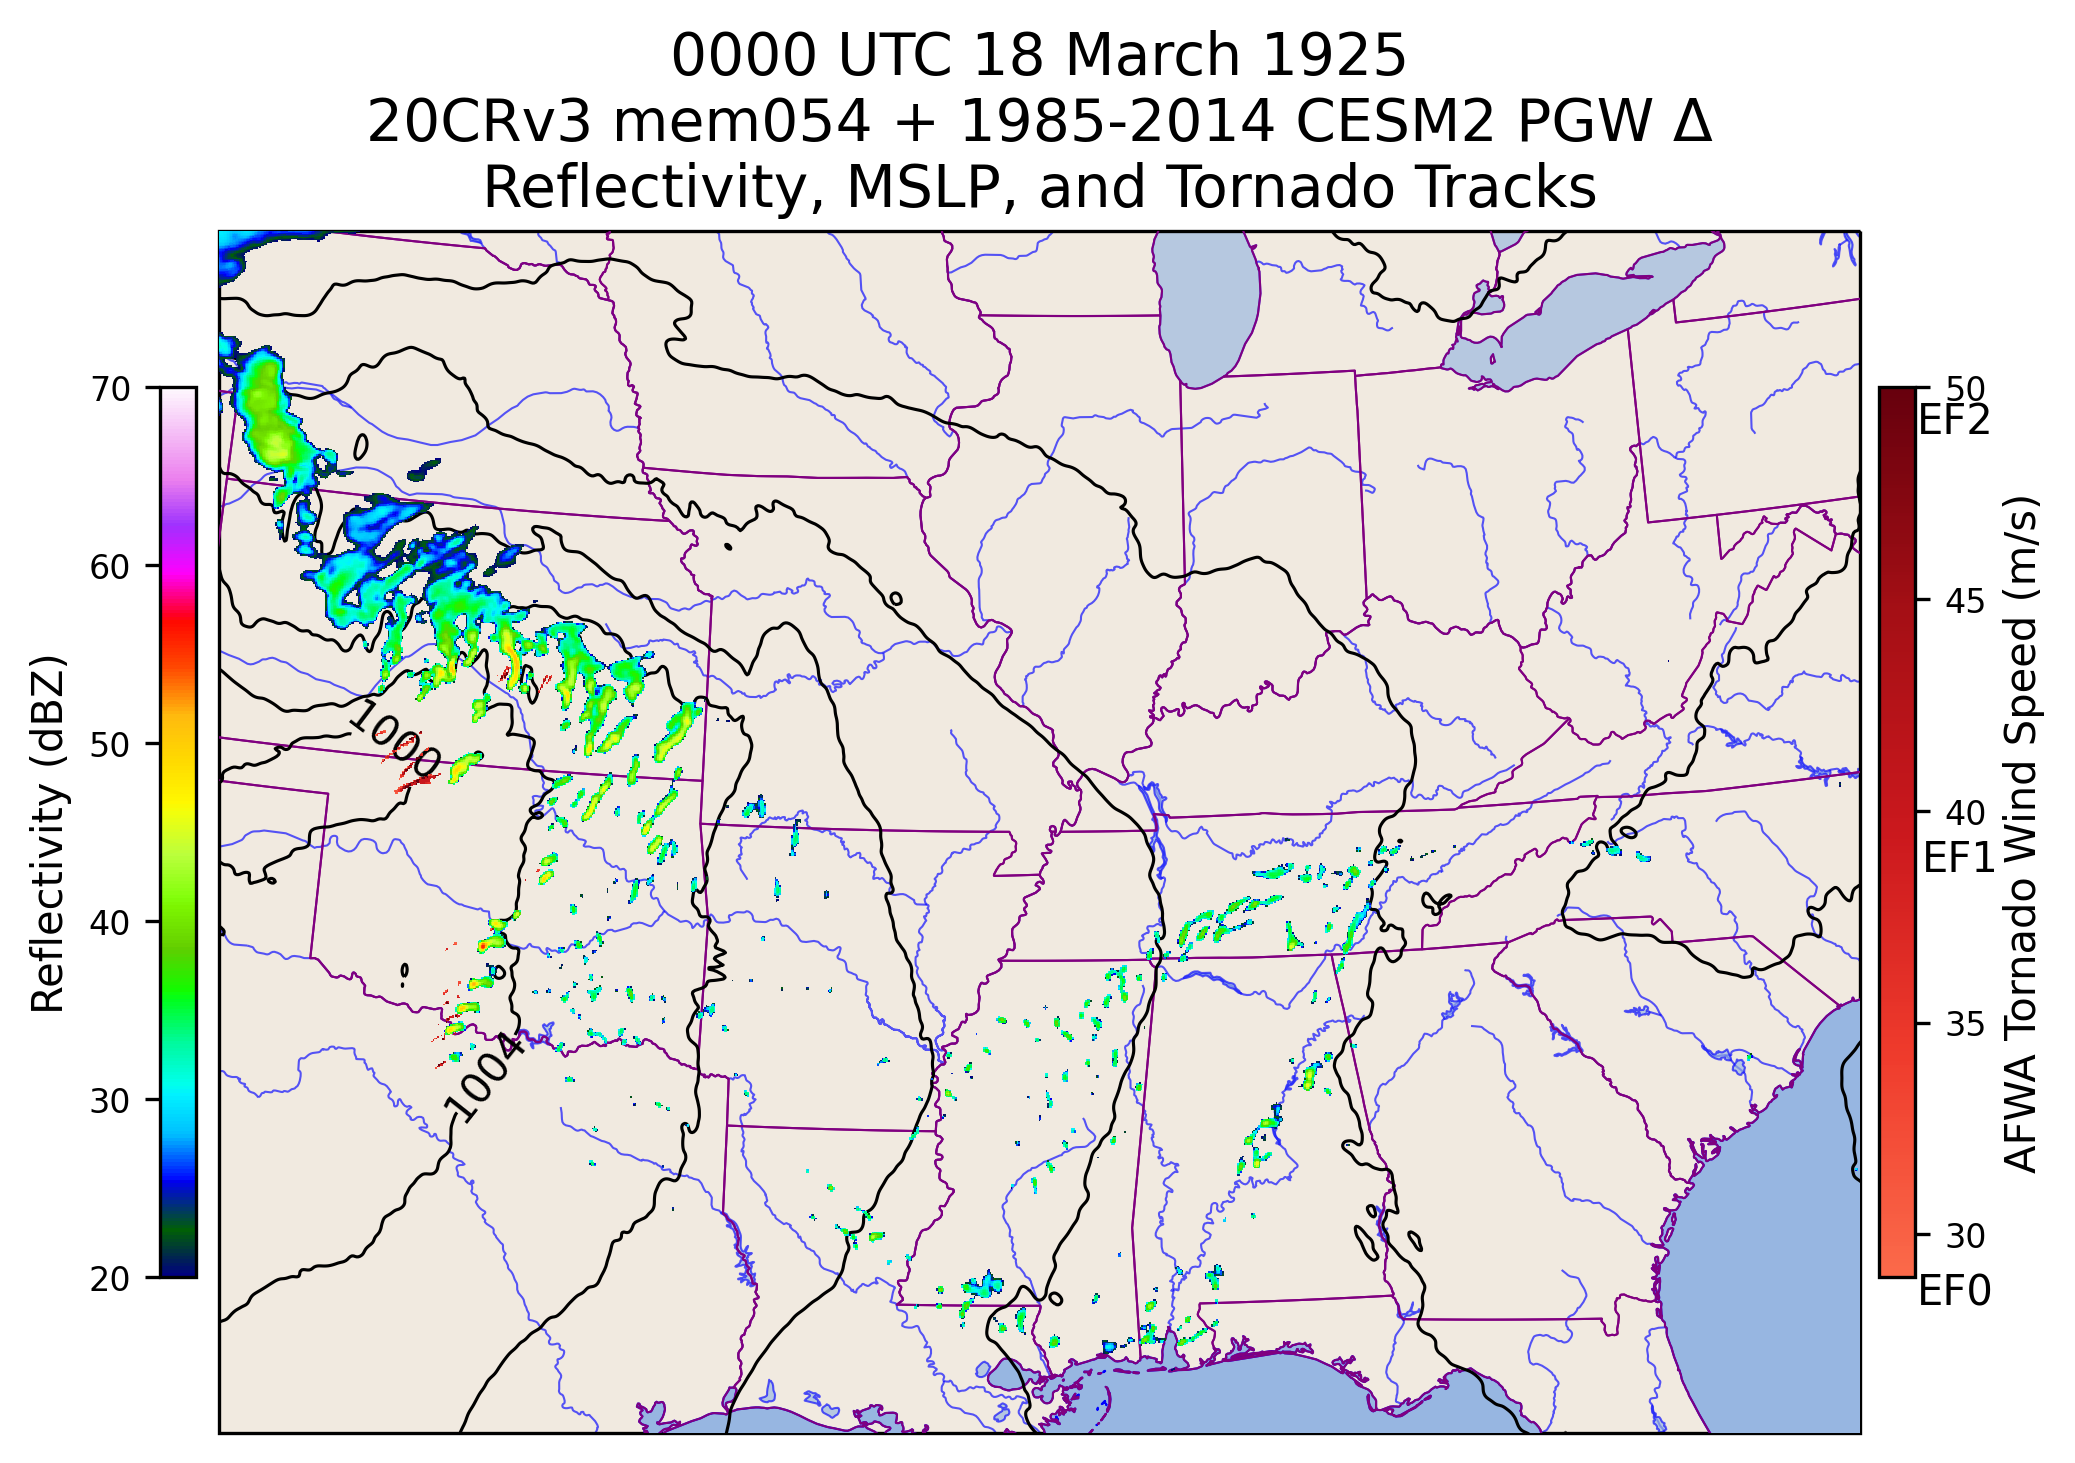 0000 UTC 18 March 1925
20CRv3 mem054 + 1985-2014 CESM2 PGW Δ
Reflectivity, MSLP, and Tornado Tracks
Reflectivity (dBZ)
70
60
50
40
30
20
1000
1004
50
EF2
45
40
EF1
35
30
EF0
AFWA Tornado Wind Speed (m/s)